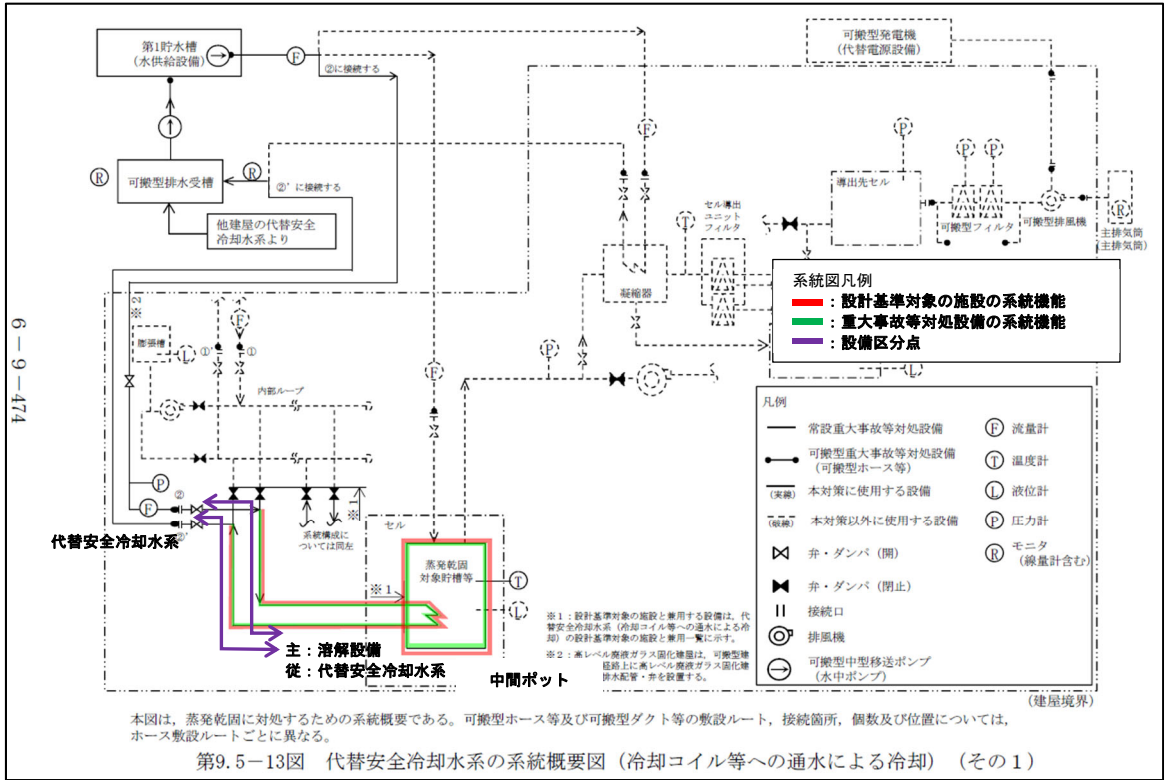 第1貯水槽
(水供給設備)
F
②に接続する
可搬型発電機
(代替電源設備)
F
P
P
P
R
可搬型排水受槽
R
②’に接続する
他建屋の代替安全
冷却水系より
導出先セル
セル導出
ユニット
フィルタ
T
凝縮器
可搬型フィルタ
可搬型排風機
R
主排気筒
(主排気筒)
系統図凡例
：設計基準対象の施設の系統機能
：重大事故等対処設備の系統機能
：設備区分点
※2
膨張槽
L
F
①’
①
内部ループ
F
P
L
6－9－474
凡例
常設重大事故等対処設備
可搬型重大事故等対処設備
(可搬型ホース等)
(実線)
本対策に使用する設備
(破線)
本対策以外に使用する設備
弁・ダンパ（開）
弁・ダンパ（閉止）
接続口
排風機
可搬型中型移送ポンプ
(水中ポンプ)
F 流量計
T 温度計
L 液位計
P 圧力計
R モニタ
(線量計含む)
P
F
②
②’
代替安全冷却水系
系統構成に
ついては同左
※1
セル
蒸発乾固
対象貯槽等
※1
T
L
主：溶解設備
従：代替安全冷却水系
中間ポット
※1：設計基準対象の施設と兼用する設備は，代
替安全冷却水系（冷却コイル等への通水による冷
却）の設計基準対象の施設と兼用一覧に示す。
※2：高レベル廃液ガラス固化建屋は，可搬型建
経路上に高レベル廃液ガラス固化建
排水配管・弁を設置する。
(建屋境界)
本図は，蒸発乾固に対処するための系統概要である。可搬型ホース等及び可搬型ダクト等の敷設ルート，接続箇所，個数及び位置については，
ホース敷設ルートごとに異なる。
第9.5－13図　代替安全冷却水系の系統概要図（冷却コイル等への通水による冷却）（その1）